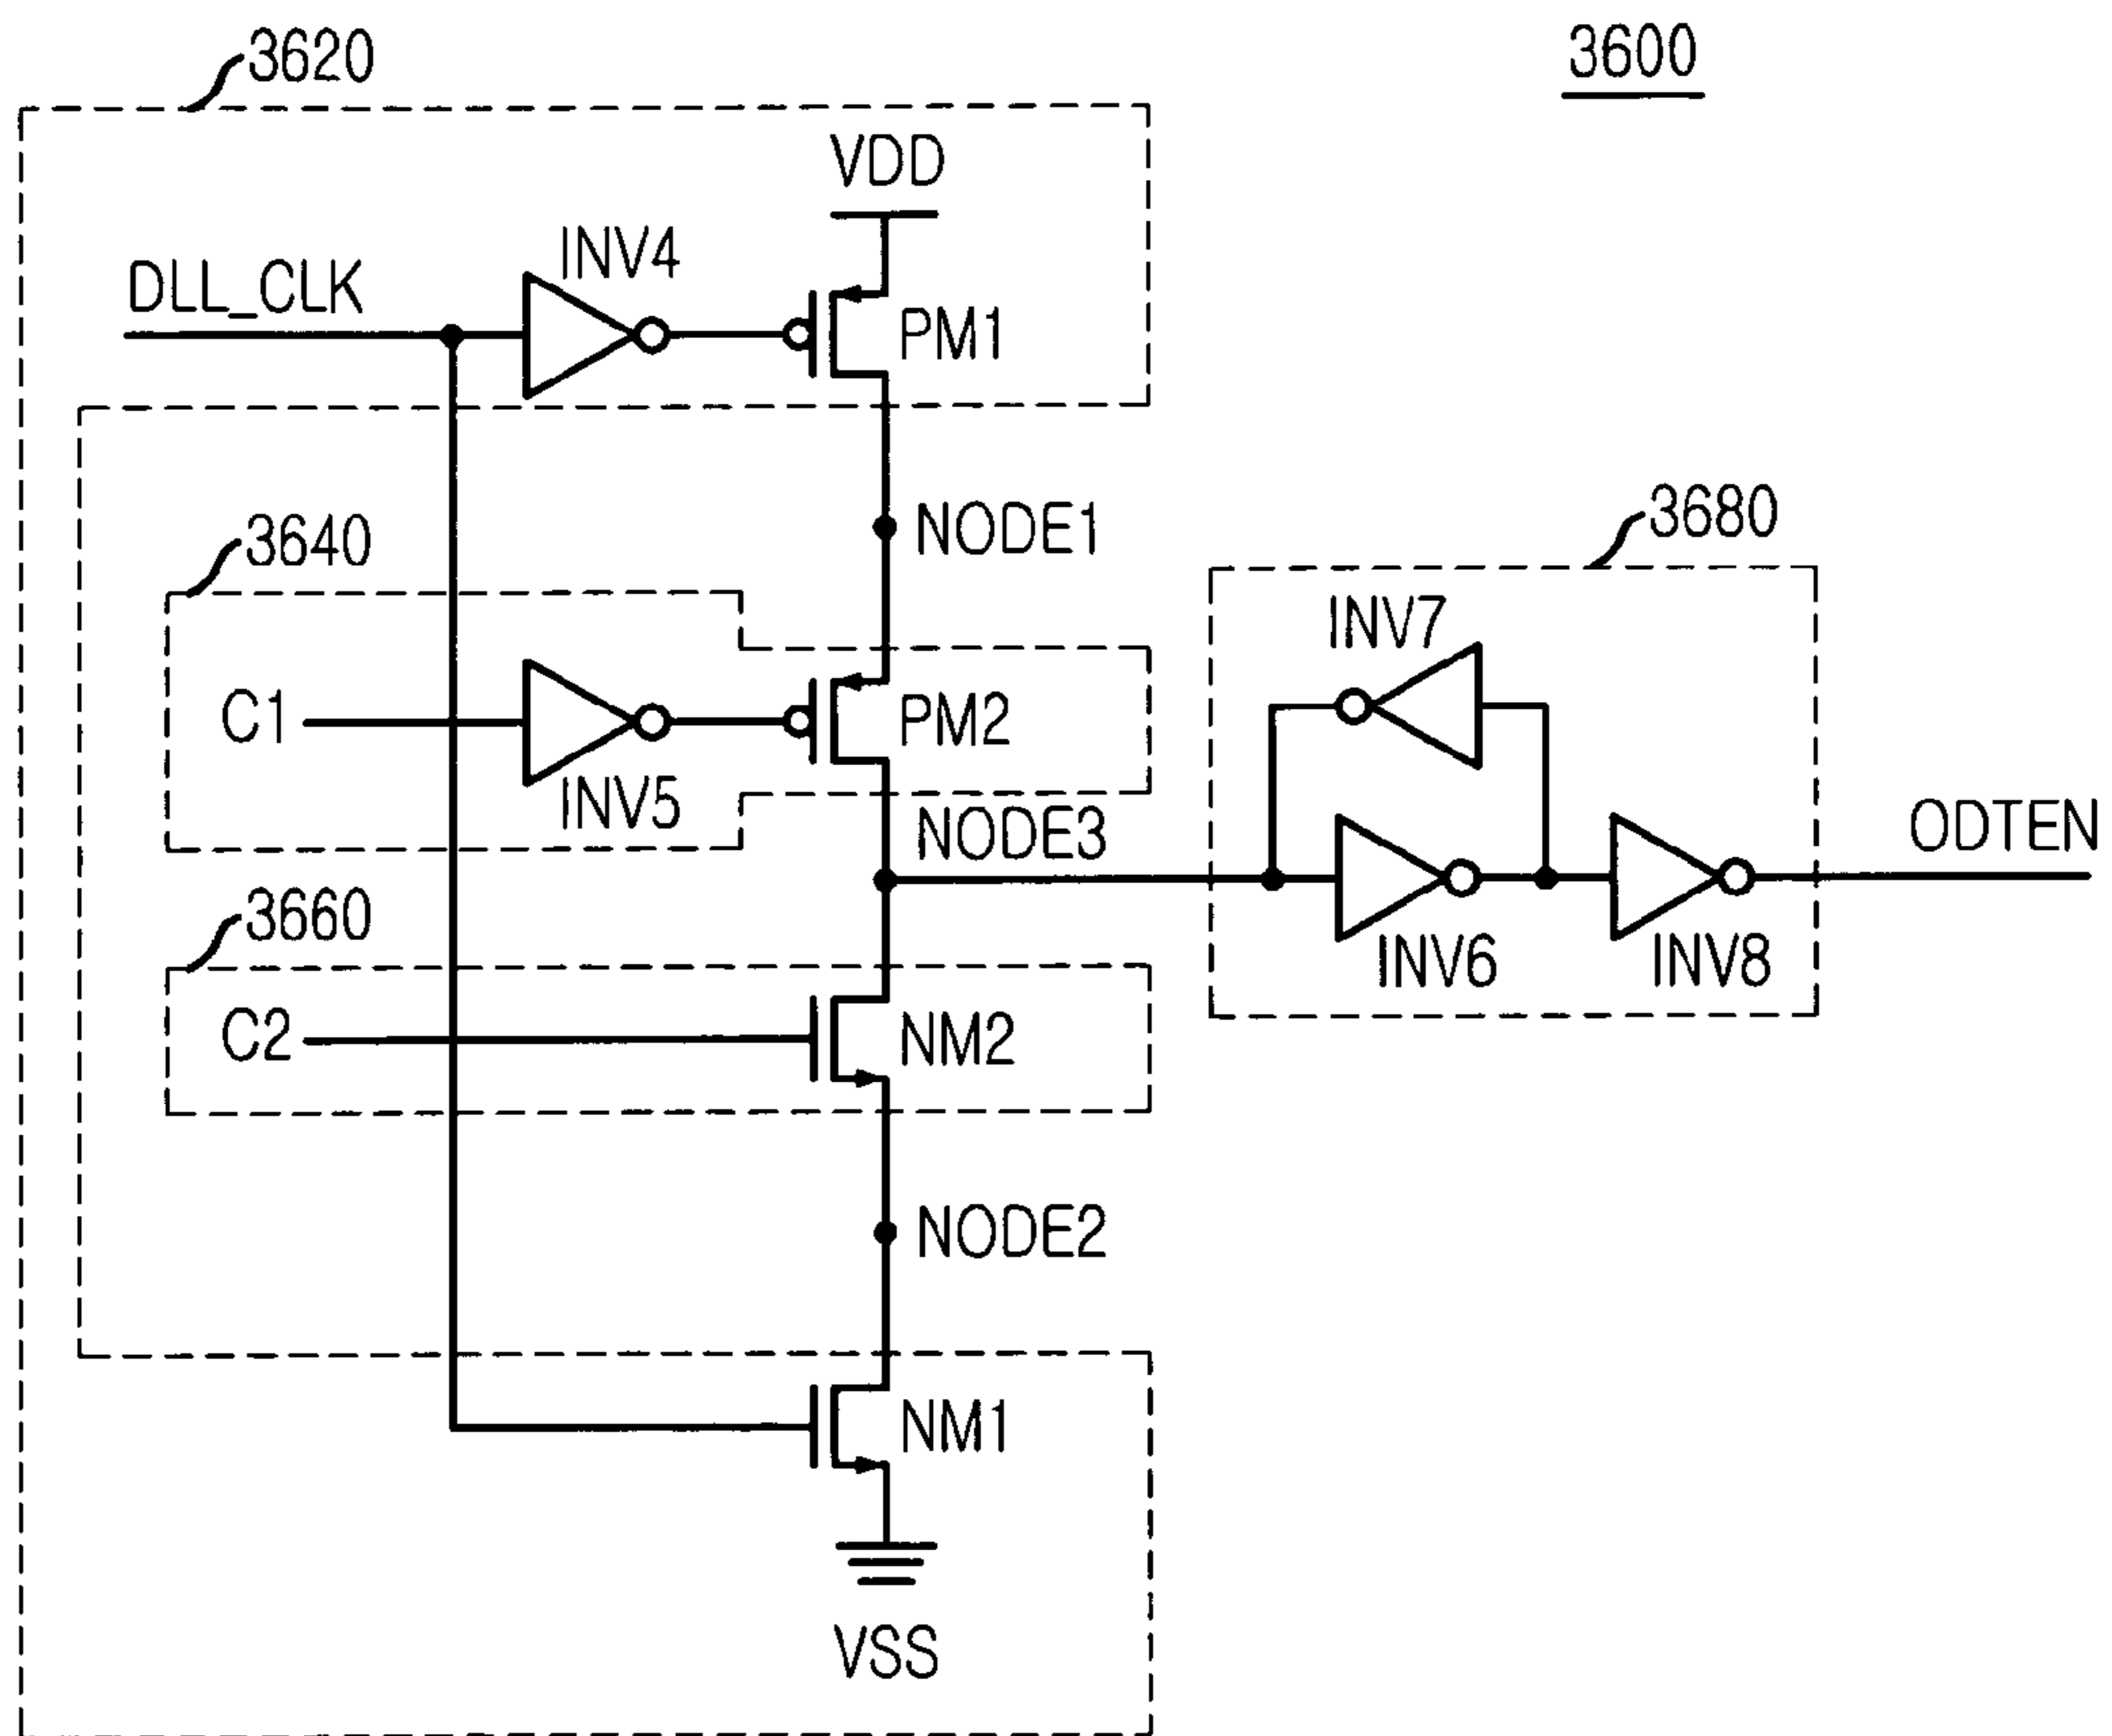 3600
3620
VDD
INV4
DLL_CLK
PM1
NODE1
3640
3680
INV7
C1
PM2
INV5
NODE3
ODTEN
3660
INV6
INV8
C2
NM2
NODE2
NM1
VSS